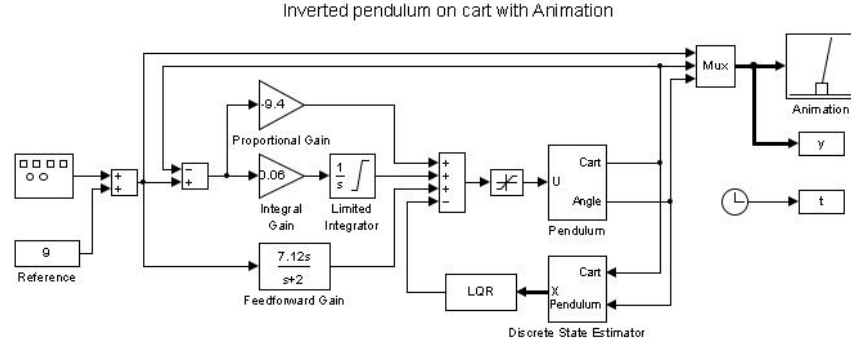 Inverted pendulum on cart with Animation
Mux
Animation
-9.4
Proportional Gain
y
−
+
+
+
0.06
Integral
Gain
1
s
Limited
Integrator
+
+
+
−
Cart
U
Angle
Pendulum
t
9
Reference
7.12s
s+2
Feedforward Gain
LQR
Cart
X
Pendulum
Discrete State Estimator